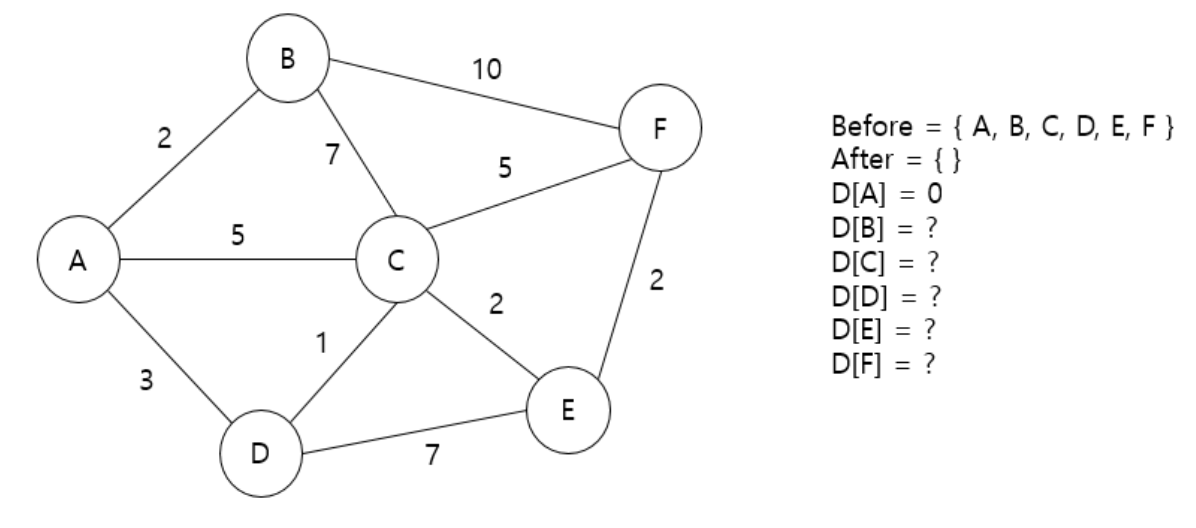 B
10
F
2
7
5
Before = { A, B, C, D, E, F }
After = { }
D[A] = 0
D[B] = ?
D[C] = ?
D[D] = ?
D[E] = ?
D[F] = ?
A
5
C
2
2
1
3
E
D
7